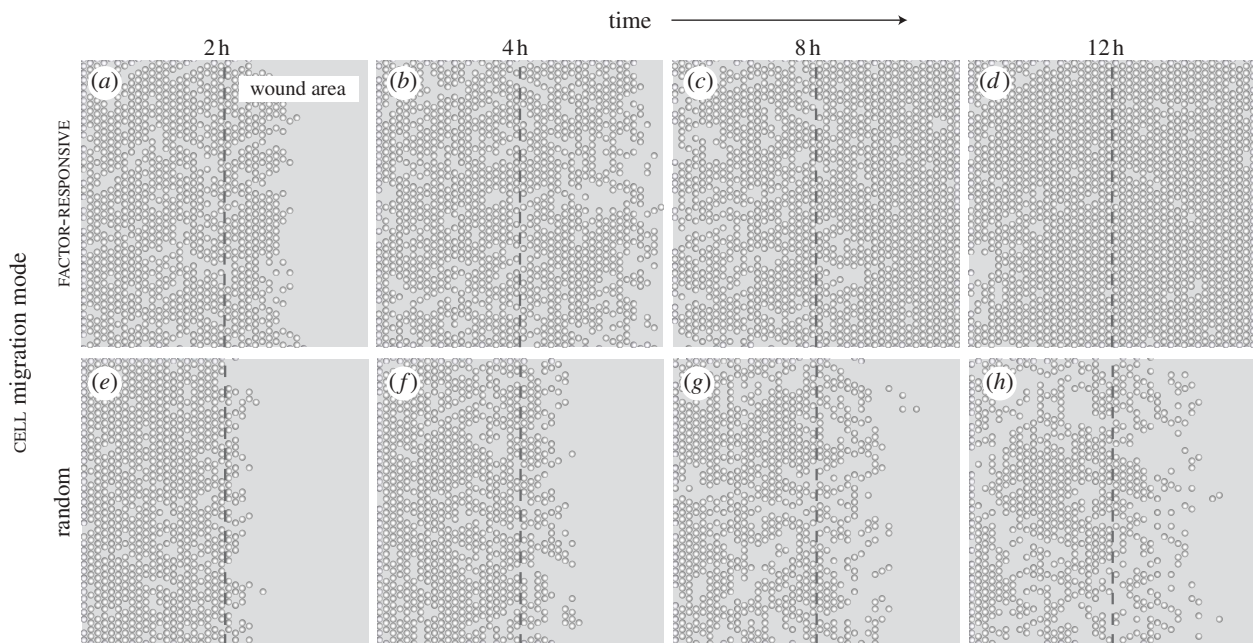 time
2 h
4 h
8 h
12 h
(a)
wound area
(b)
(c)
(d)
FACTOR-RESPONSIVE
CELL migration mode
(e)
(f)
(g)
(h)
random